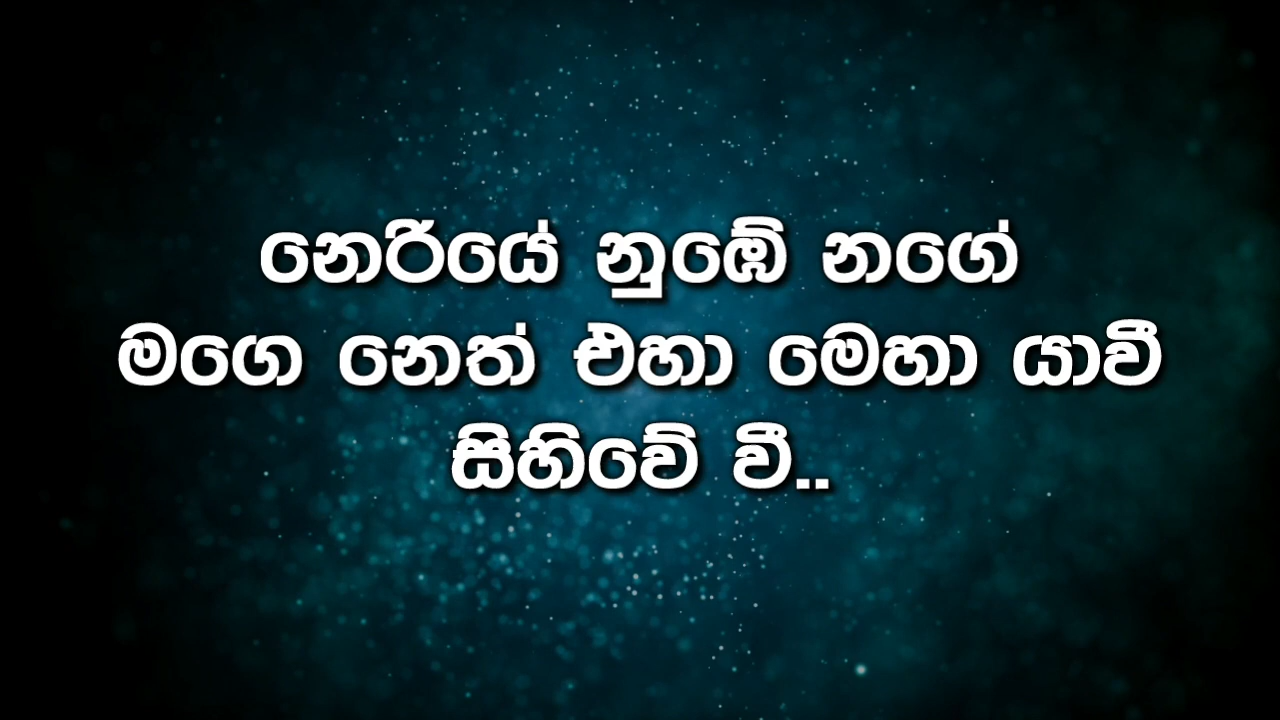 නෙරියේ නුඹේ නගේ
මගෙ නෙත් එහා මෙහා යාවී
සිහිවේ වී..